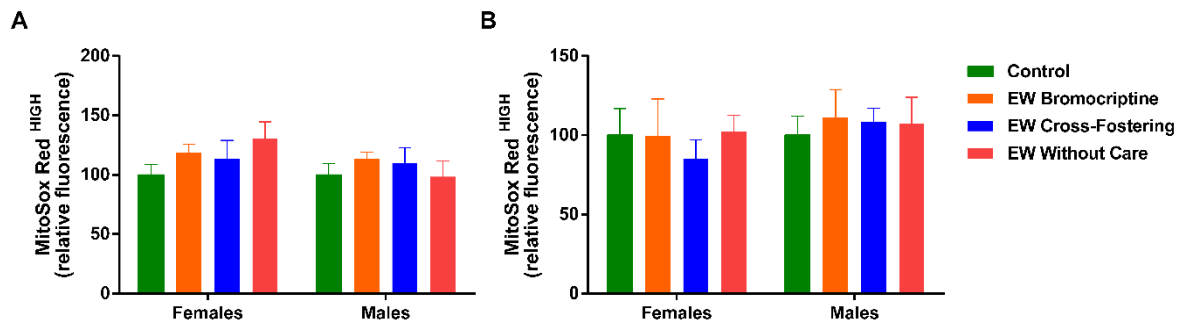 A
MitoSox Red HIGH
(relative fluorescence)
200
150
100
50
0
Females
Males
B
MitoSox Red HIGH
(relative fluorescence)
150
100
50
0
Females
Males
Control
EW Bromocriptine
EW Cross-Fostering
EW Without Care